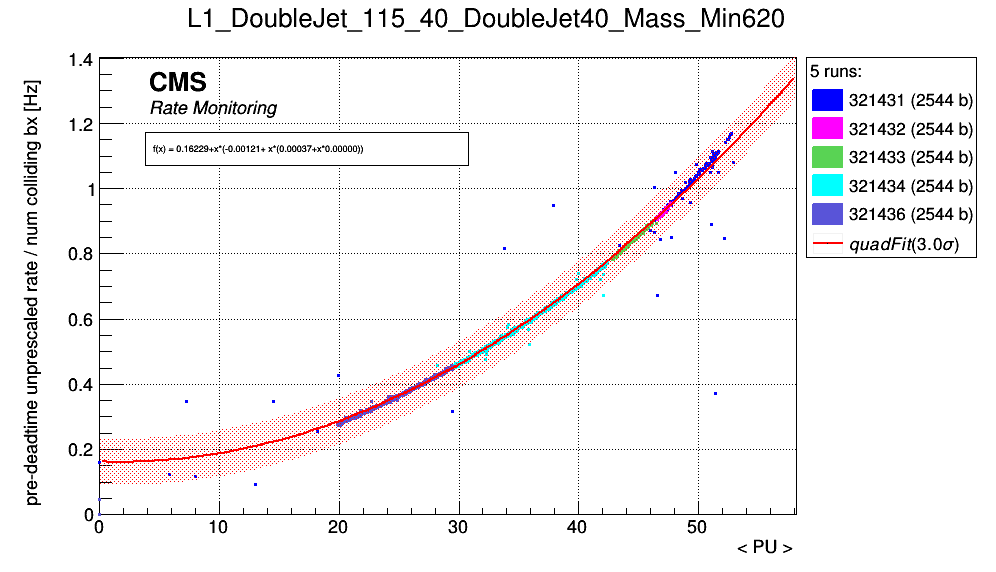 L1_DoubleJet_115_40_DoubleJet40_Mass_Min620
pre-deadtime unprescaled rate / num colliding bx [Hz]
1.4
1.2
1
0.8
0.6
0.4
0.2
0
CMS
Rate Monitoring
f(x) = 0.16229+x*(-0.00121+ x*(0.00037+x*0.00000))
0 10 20 30 40 50
< PU >
5 runs:
321431 (2544 b)
321432 (2544 b)
321433 (2544 b)
321434 (2544 b)
321436 (2544 b)
quadFit(3.0σ)